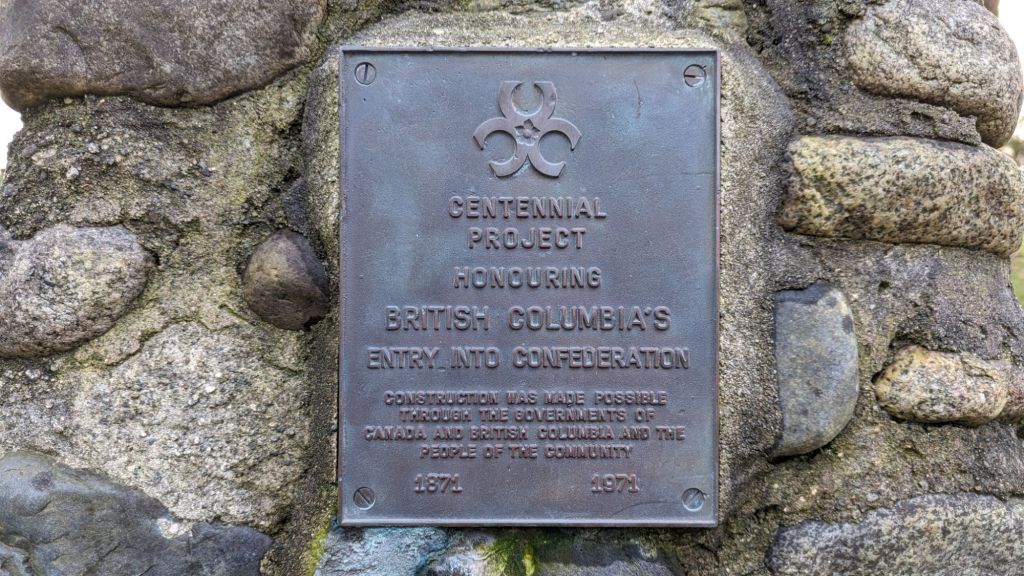 CENTENNIAL
PROJECT
HONOURING
BRITISH COLUMBIA'S
ENTRY INTO CONFEDERATION
CONSTRUCTION WAS MADE POSSIBLE
THROUGH THE GOVERNMENTS OF
CANADA AND BRITISH COLUMBIA AND THE
PEOPLE OF THE COMMUNITY
1871 1971